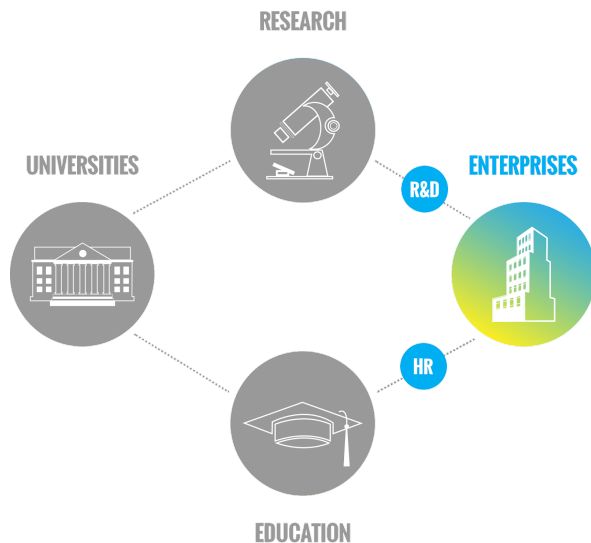 RESEARCH
UNIVERSITIES
ENTERPRISES
R&D
HR
EDUCATION